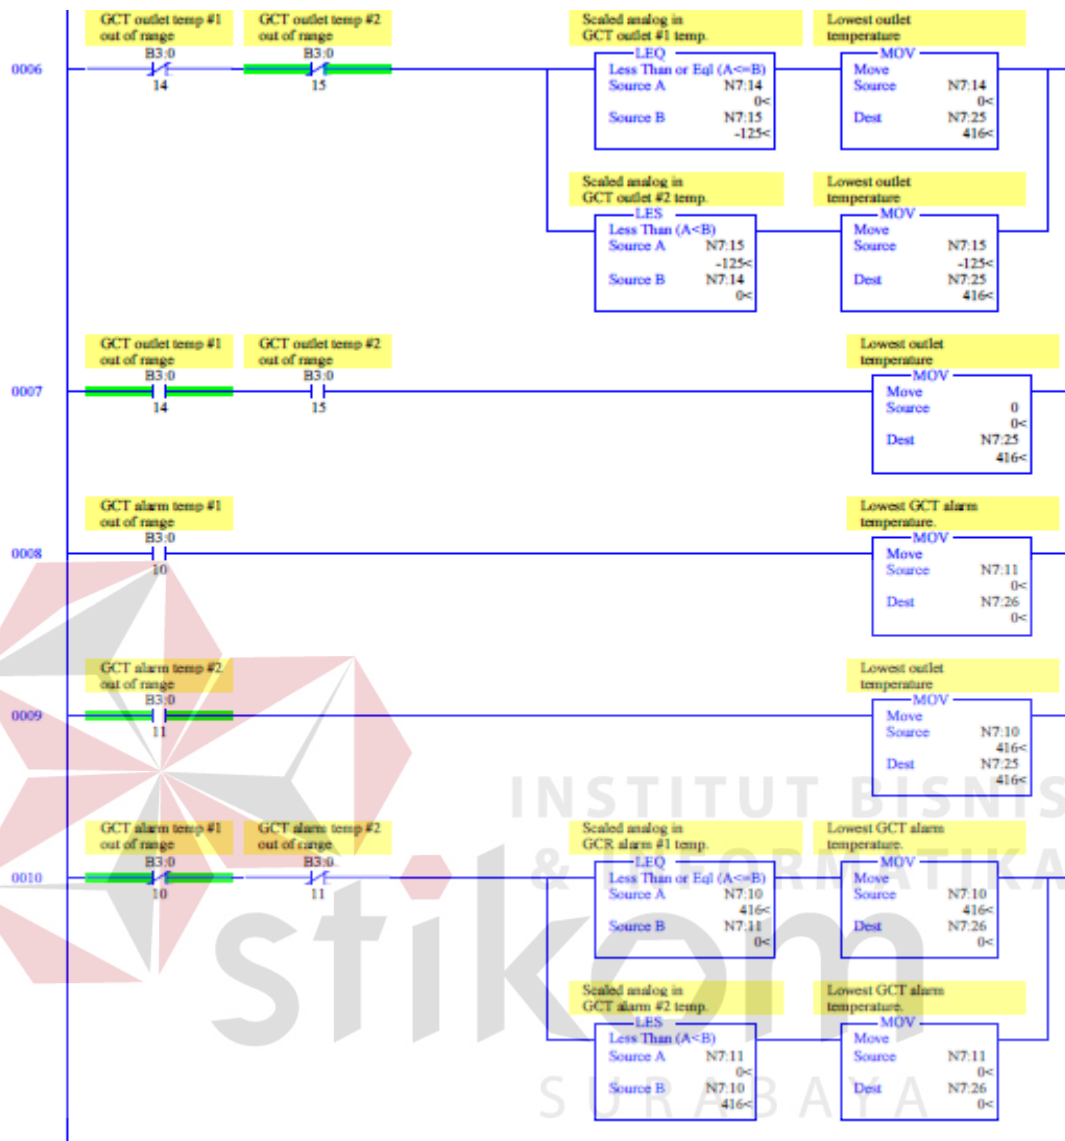 GCT outlet temp #1
out of range
GCT outlet temp #2
out of range
Scaled analog in
GCT outlet #1 temp.
Lowest outlet
temperature
0006
B3:0
14
B3:0
15
LEQ
Less Than or Eql (A<=B)
Source A N7:14
0<
Source B N7:15
-125<
MOV
Move
Source N7:14
0<
Dest N7:25
416<
Scaled analog in
GCT outlet #2 temp.
Lowest outlet
temperature
LES
Less Than (A<B)
Source A N7:15
-125<
Source B N7:14
0<
MOV
Move
Source N7:15
-125<
Dest N7:25
416<
GCT outlet temp #1
out of range
GCT outlet temp #2
out of range
Lowest outlet
temperature
0007
B3:0
14
B3:0
15
MOV
Move
Source 0
0<
Dest N7:25
416<
GCT alarm temp #1
out of range
Lowest GCT alarm
temperature.
0008
B3:0
10
MOV
Move
Source N7:11
0<
Dest N7:26
0<
GCT alarm temp #2
out of range
Lowest outlet
temperature
0009
B3:0
11
MOV
Move
Source N7:10
416<
Dest N7:25
416<
GCT alarm temp #1
out of range
GCT alarm temp #2
out of range
Scaled analog in
GCR alarm #1 temp.
Lowest GCT alarm
temperature.
0010
B3:0
10
B3:0
11
LEQ
Less Than or Eql (A<=B)
Source A N7:10
416<
Source B N7:11
0<
MOV
Move
Source N7:10
416<
Dest N7:26
0<
Scaled analog in
GCT alarm #2 temp.
Lowest GCT alarm
temperature.
LES
Less Than (A<B)
Source A N7:11
0<
Source B N7:10
416<
MOV
Move
Source N7:11
0<
Dest N7:26
0<
INSTITUT BISNIS
& INFORMATIKA
stikom
SURABAYA